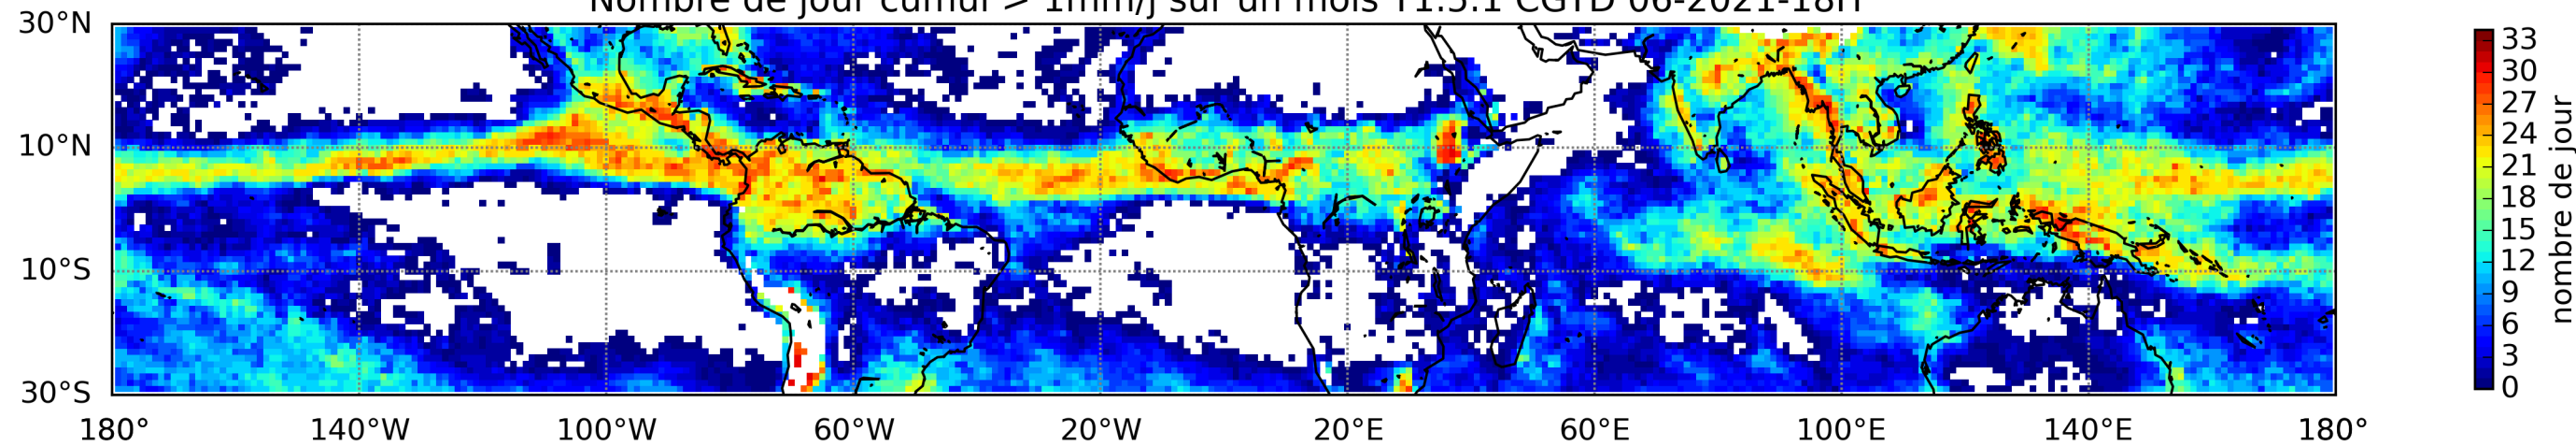 Nombre de jour cumul > 1mm/j sur un mois T1.5.1 CGTD 06-2021-18H
30°N
10°N
10°S
30°S
180° 140°W 100°W 60°W 20°W 20°E 60°E 100°E 140°E 180°
33
30
27
24
21
18
15
12
9
6
3
0
nombre de jour